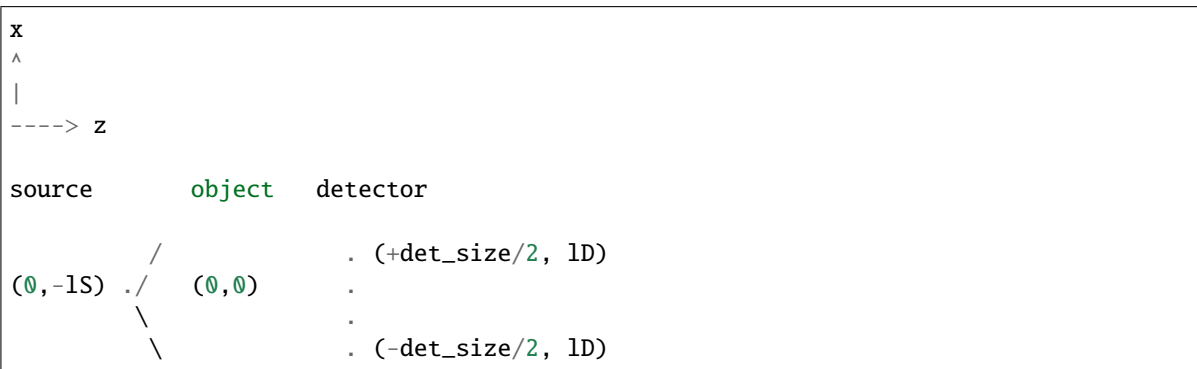 x
^
|
----> z
source        object   detector
            /               . (+det_size/2, lD)
(0,-lS) ./   (0,0)       .
           \               .
            \              . (-det_size/2, lD)